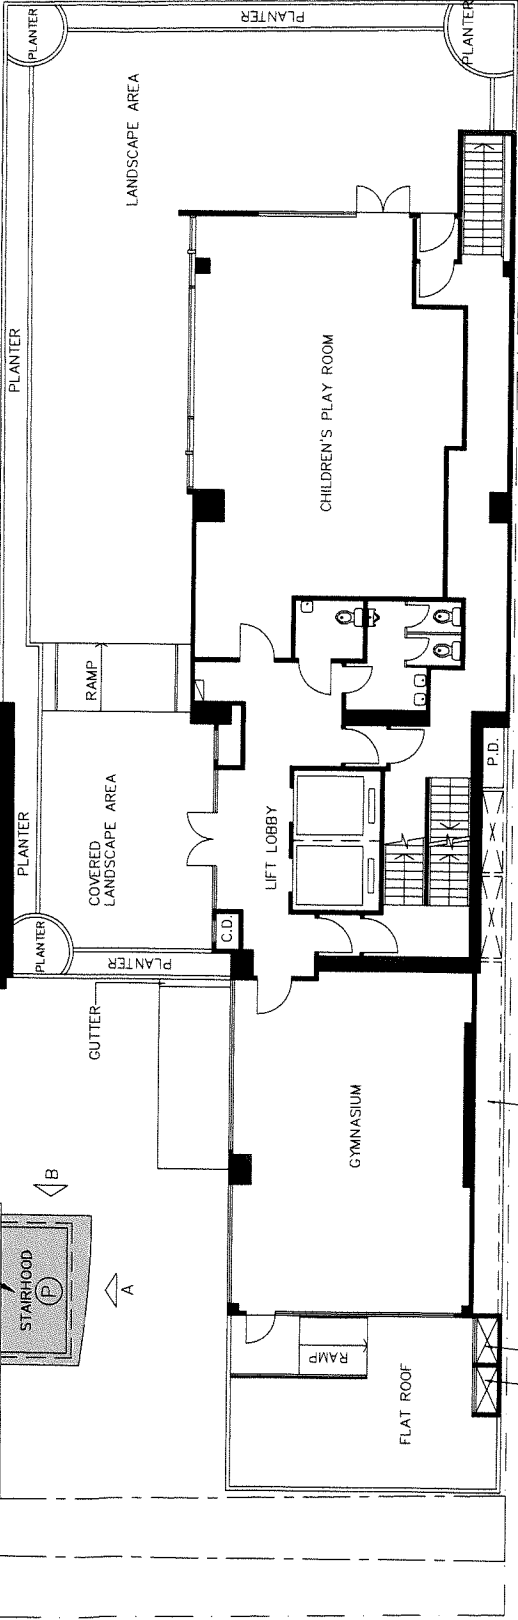 PLANTER
PLANTER
PLANTER
LANDSCAPE AREA
PLANTER
CHILDREN'S PLAY ROOM
RAMP
PLANTER
COVERED
LANDSCAPE AREA
LIFT LOBBY
P.D.
C.D.
PLANTER
PLANTER
GUTTER
GYMNASIUM
B
A
STAIRHOOD
P
RAMP
FLAT ROOF